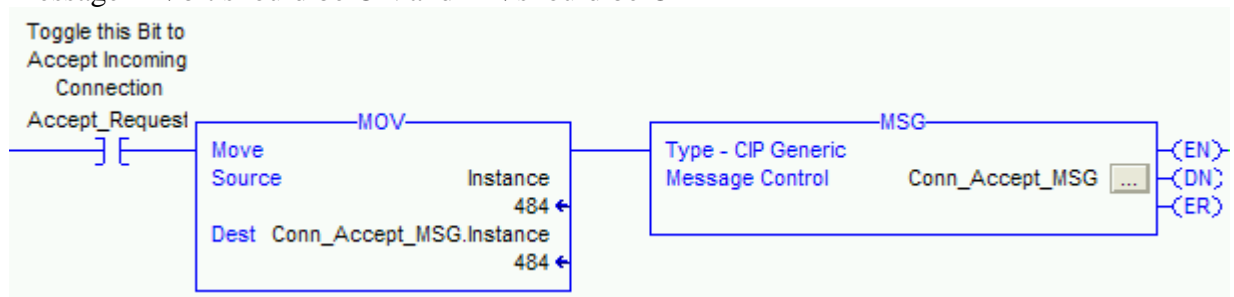 Toggle this Bit to
Accept Incoming
Connection
Accept_Request
MOV
Move
Source Instance
484
Dest Conn_Accept_MSG.Instance
484
MSG
Type - CIP Generic
Message Control Conn_Accept_MSG ...
(EN)
(DN)
(ER)